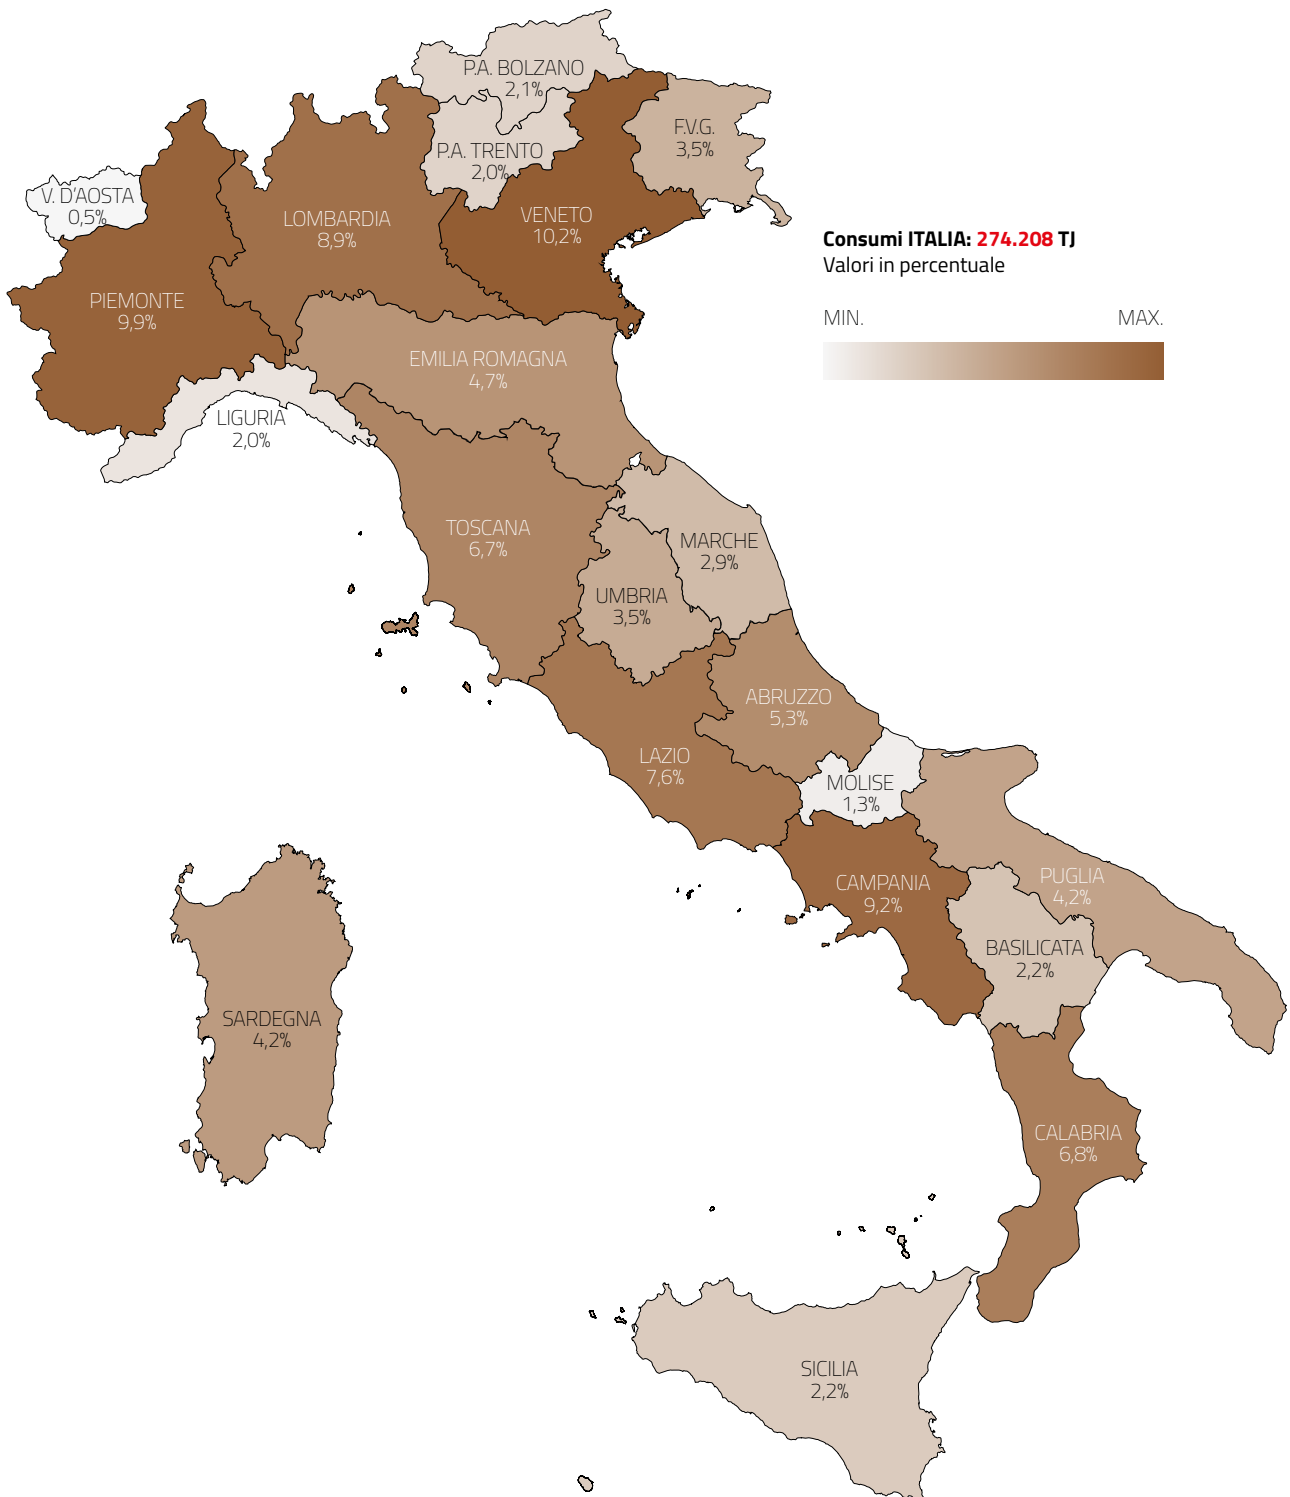 P.A. BOLZANO
2,1%
F.V.G.
3,5%
P.A. TRENTO
2,0%
V. D'AOSTA
0,5%
LOMBARDIA
8,9%
VENETO
10,2%
Consumi ITALIA: 274.208 TJ
Valori in percentuale
MIN. MAX.
PIEMONTE
9,9%
EMILIA ROMAGNA
4,7%
LIGURIA
2,0%
TOSCANA
6,7%
MARCHE
2,9%
UMBRIA
3,5%
ABRUZZO
5,3%
LAZIO
7,6%
MOLISE
1,3%
CAMPANIA
9,2%
PUGLIA
4,2%
BASILICATA
2,2%
SARDEGNA
4,2%
CALABRIA
6,8%
SICILIA
2,2%